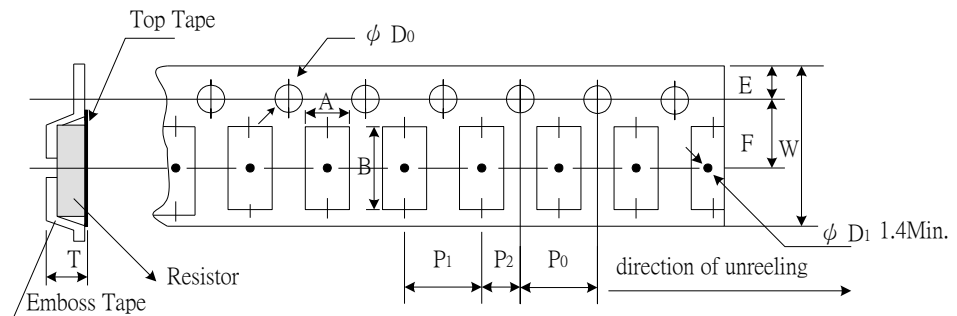 Top Tape
ϕ D0
E
A
F
W
B
ϕ D1 1.4Min.
T
P1
P2
P0
direction of unreeling
Resistor
Emboss Tape